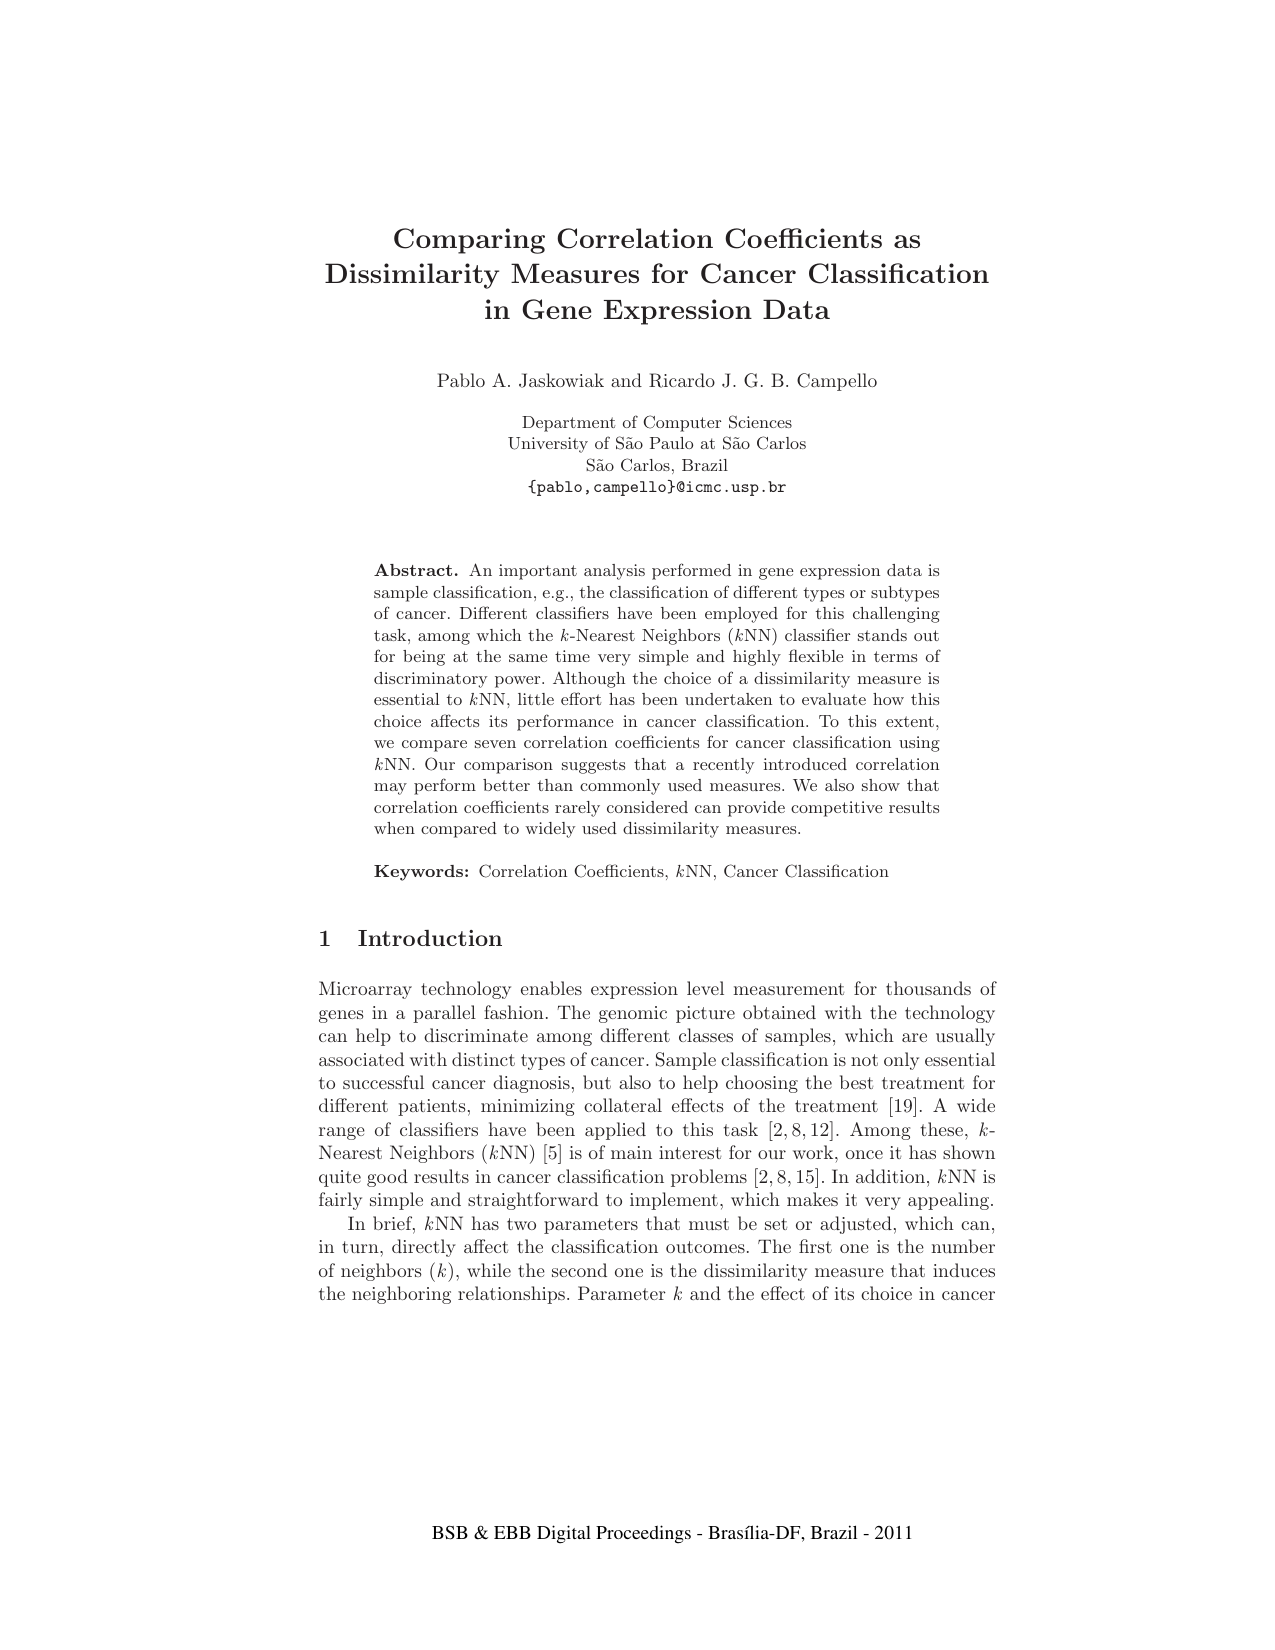 Comparing Correlation Coefficients as
Dissimilarity Measures for Cancer Classification
in Gene Expression Data
Pablo A. Jaskowiak and Ricardo J. G. B. Campello
Department of Computer Sciences
University of São Paulo at São Carlos
São Carlos, Brazil
{pablo,campello}@icmc.usp.br
Abstract. An important analysis performed in gene expression data is
sample classification, e.g., the classification of different types or subtypes
of cancer. Different classifiers have been employed for this challenging
task, among which the k-Nearest Neighbors (kNN) classifier stands out
for being at the same time very simple and highly flexible in terms of
discriminatory power. Although the choice of a dissimilarity measure is
essential to kNN, little effort has been undertaken to evaluate how this
choice affects its performance in cancer classification. To this extent,
we compare seven correlation coefficients for cancer classification using
kNN. Our comparison suggests that a recently introduced correlation
may perform better than commonly used measures. We also show that
correlation coefficients rarely considered can provide competitive results
when compared to widely used dissimilarity measures.
Keywords: Correlation Coefficients, kNN, Cancer Classification
1 Introduction
Microarray technology enables expression level measurement for thousands of
genes in a parallel fashion. The genomic picture obtained with the technology
can help to discriminate among different classes of samples, which are usually
associated with distinct types of cancer. Sample classification is not only essential
to successful cancer diagnosis, but also to help choosing the best treatment for
different patients, minimizing collateral effects of the treatment [19]. A wide
range of classifiers have been applied to this task [2, 8, 12]. Among these, k-
Nearest Neighbors (kNN) [5] is of main interest for our work, once it has shown
quite good results in cancer classification problems [2, 8, 15]. In addition, kNN is
fairly simple and straightforward to implement, which makes it very appealing.
In brief, kNN has two parameters that must be set or adjusted, which can,
in turn, directly affect the classification outcomes. The first one is the number
of neighbors (k), while the second one is the dissimilarity measure that induces
the neighboring relationships. Parameter k and the effect of its choice in cancer
BSB & EBB Digital Proceedings - Brasília-DF, Brazil - 2011